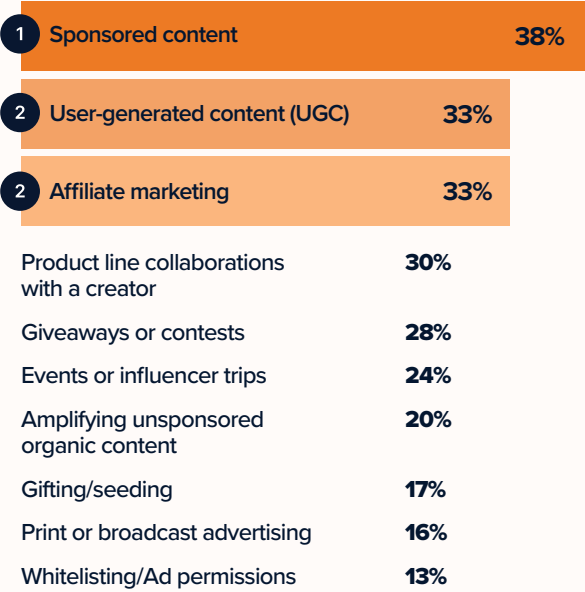 1 Sponsored content 38%
2 User-generated content (UGC) 33%
2 Affiliate marketing 33%
Product line collaborations 30%
with a creator
Giveaways or contests 28%
Events or influencer trips 24%
Amplifying unsponsored 20%
organic content
Gifting/seeding 17%
Print or broadcast advertising 16%
Whitelisting/Ad permissions 13%